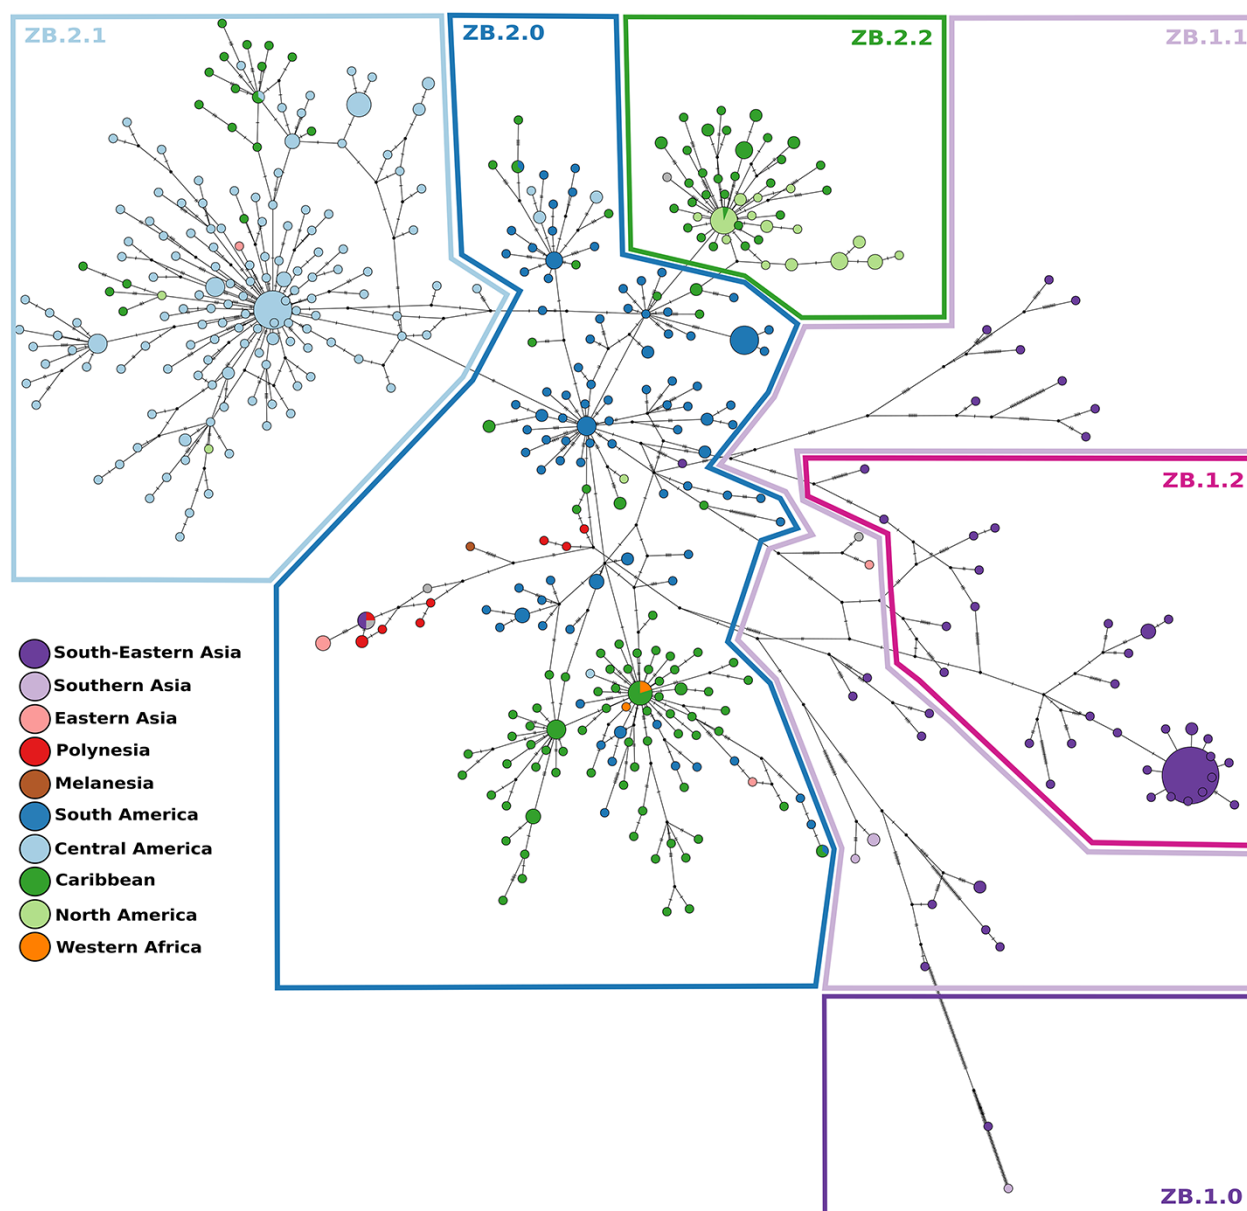 ZB.2.1
ZB.2.0
ZB.2.2
ZB.1.1
ZB.1.2
South-Eastern Asia
Southern Asia
Eastern Asia
Polynesia
Melanesia
South America
Central America
Caribbean
North America
Western Africa
ZB.1.0